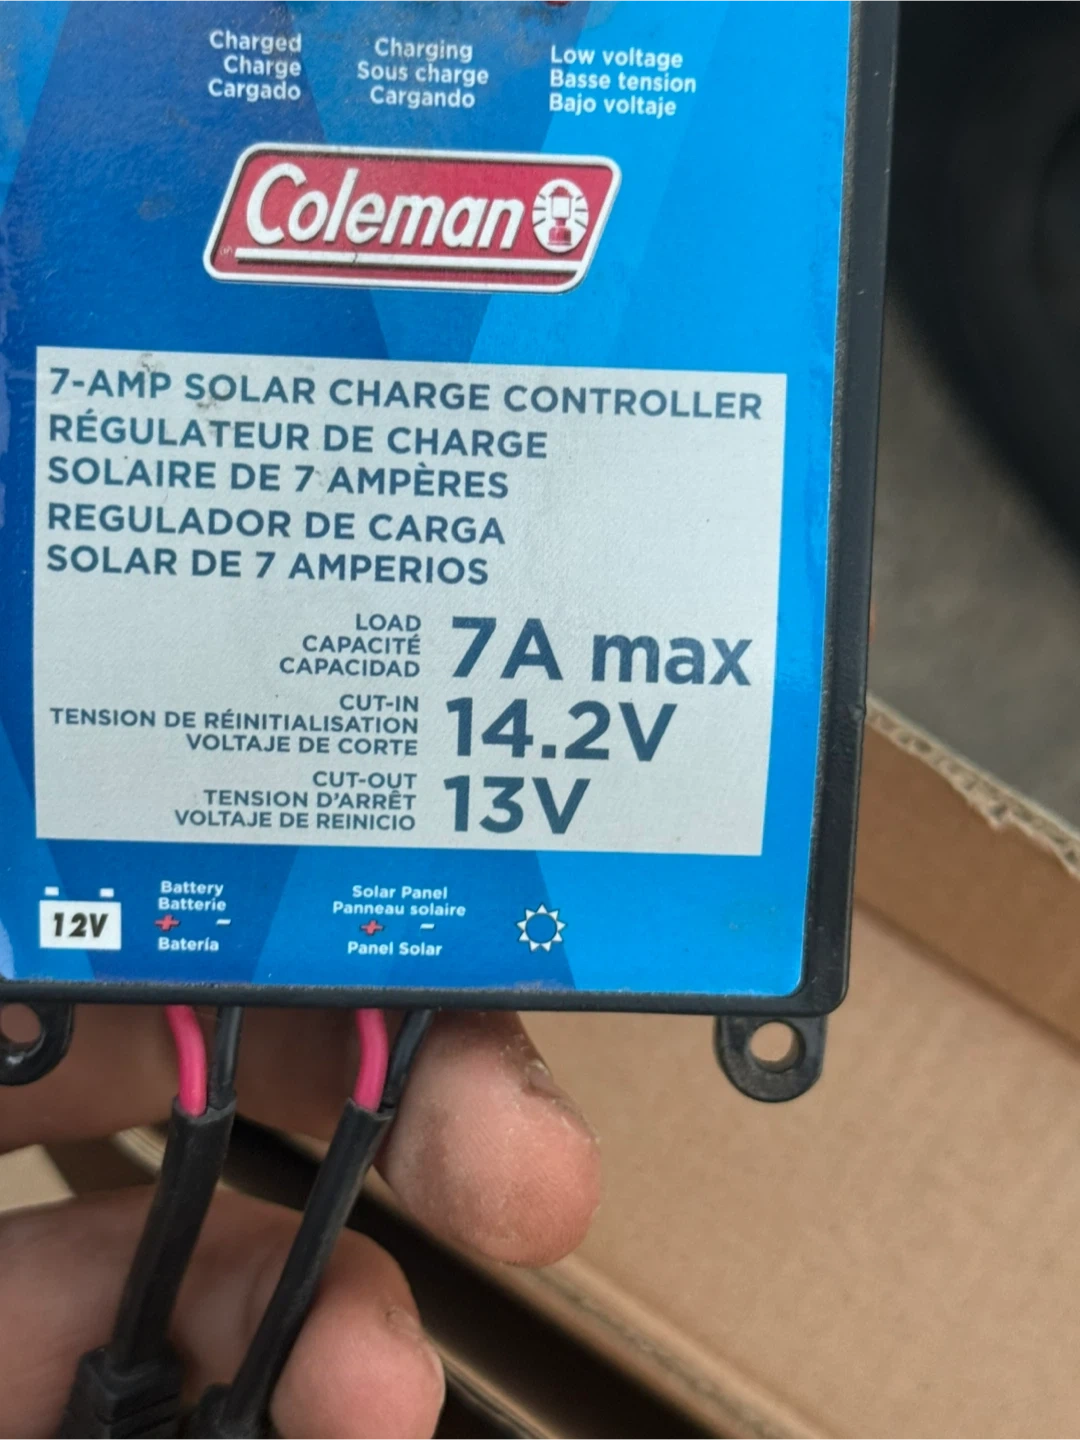 Charged Charging Low voltage
Charge Sous charge Basse tension
Cargado Cargando Bajo voltaje
Coleman
7-AMP SOLAR CHARGE CONTROLLER
RÉGULATEUR DE CHARGE
SOLAIRE DE 7 AMPÈRES
REGULADOR DE CARGA
SOLAR DE 7 AMPERIOS
LOAD
CAPACITÉ
CAPACIDAD
7A max
CUT-IN
TENSION DE RÉINITIALISATION
VOLTAJE DE CORTE
14.2V
CUT-OUT
TENSION D'ARRÊT
VOLTAJE DE REINICIO
13V
12V
Battery
Batterie
+ -
Batería
Solar Panel
Panneau solaire
+ -
Panel Solar